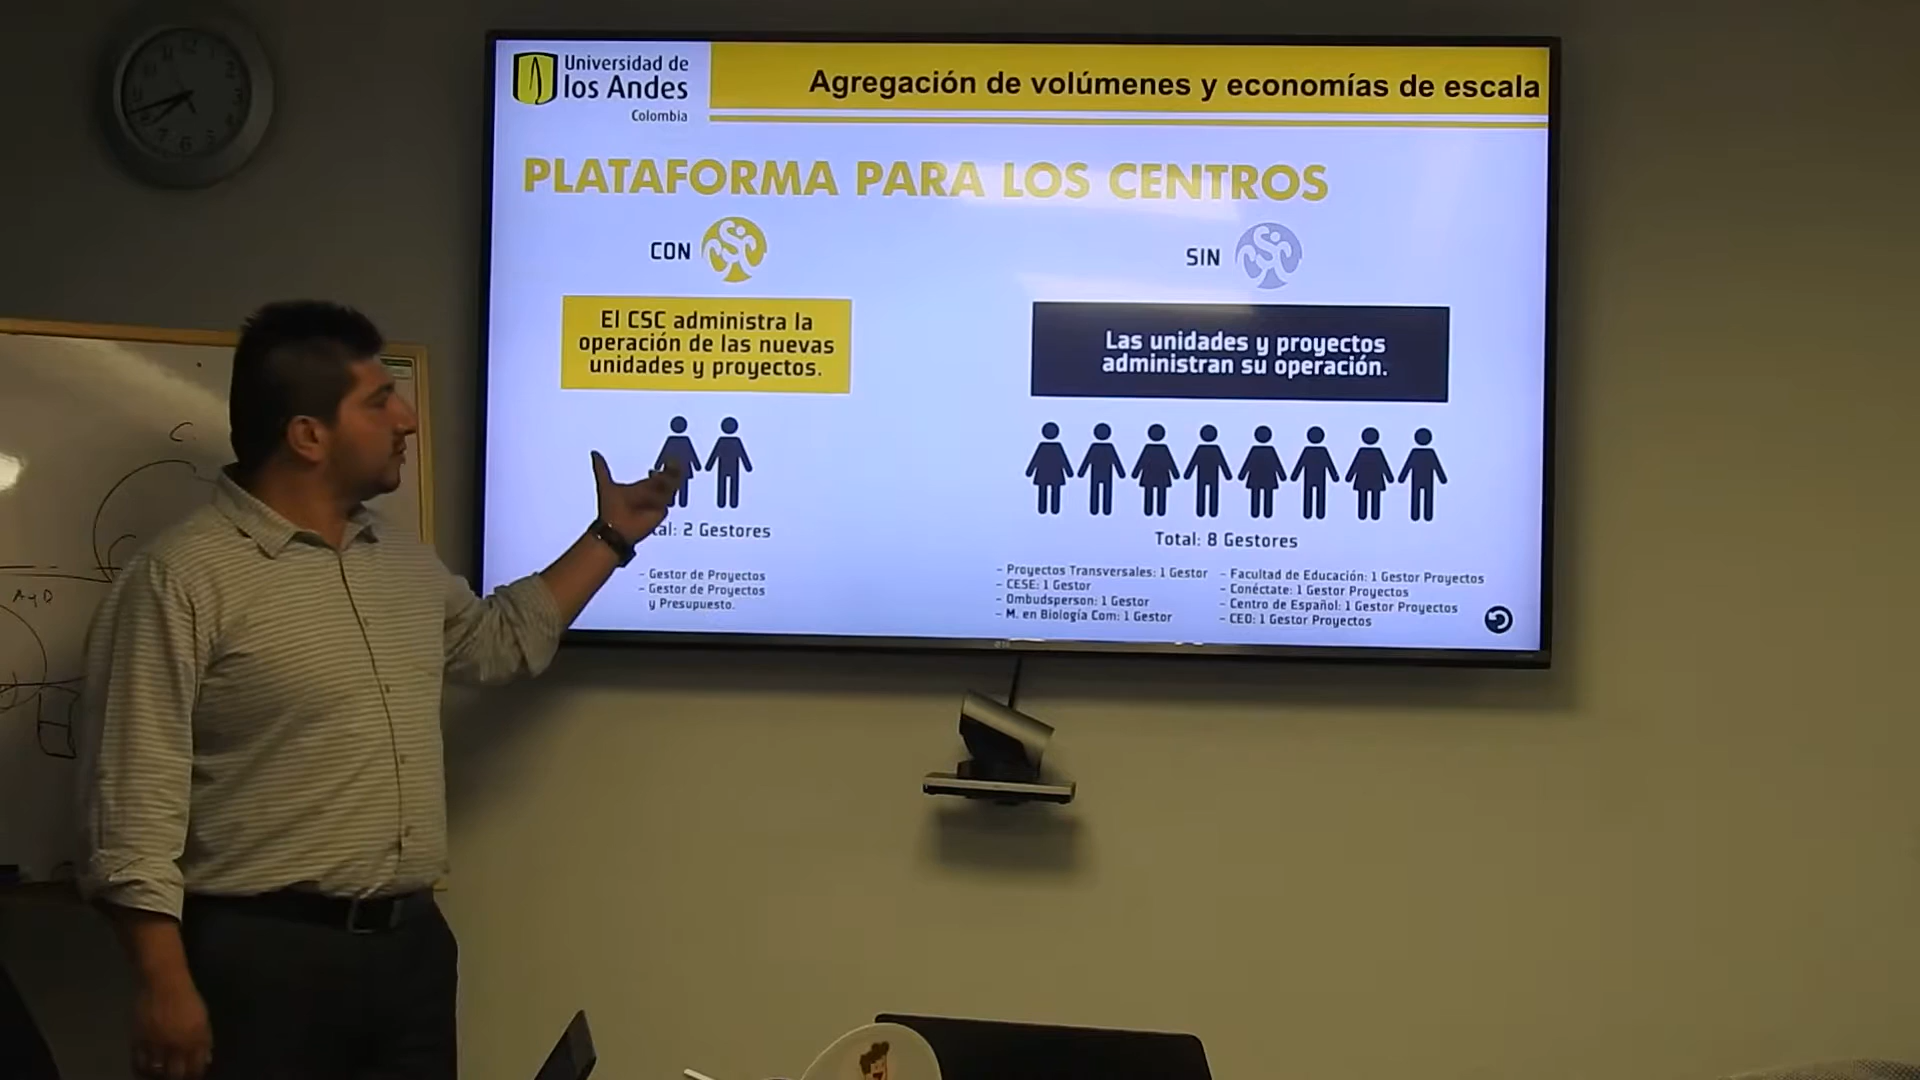 Universidad de
los Andes
Colombia
Agregación de volúmenes y economías de escala
PLATAFORMA PARA LOS CENTROS
CON CSC
El CSC administra la
operación de las nuevas
unidades y proyectos.
al: 2 Gestores
- Gestor de Proyectos
- Gestor de Proyectos
y Presupuesto.
SIN CSC
Las unidades y proyectos
administran su operación.
Total: 8 Gestores
- Proyectos Transversales: 1 Gestor
- CESE: 1 Gestor
- Ombudsperson: 1 Gestor
- M. en Biología Com: 1 Gestor
- Facultad de Educación: 1 Gestor Proyectos
- Conéctate: 1 Gestor Proyectos
- Centro de Español: 1 Gestor Proyectos
- CEO: 1 Gestor Proyectos
C.
AyD